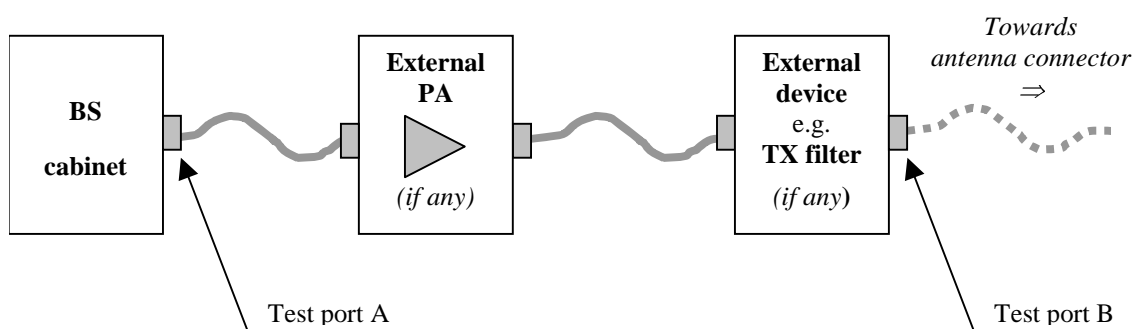 BS
cabinet
External
PA
(if any)
External
device
e.g.
TX filter
(if any)
Towards
antenna connector
⇒
Test port A
Test port B